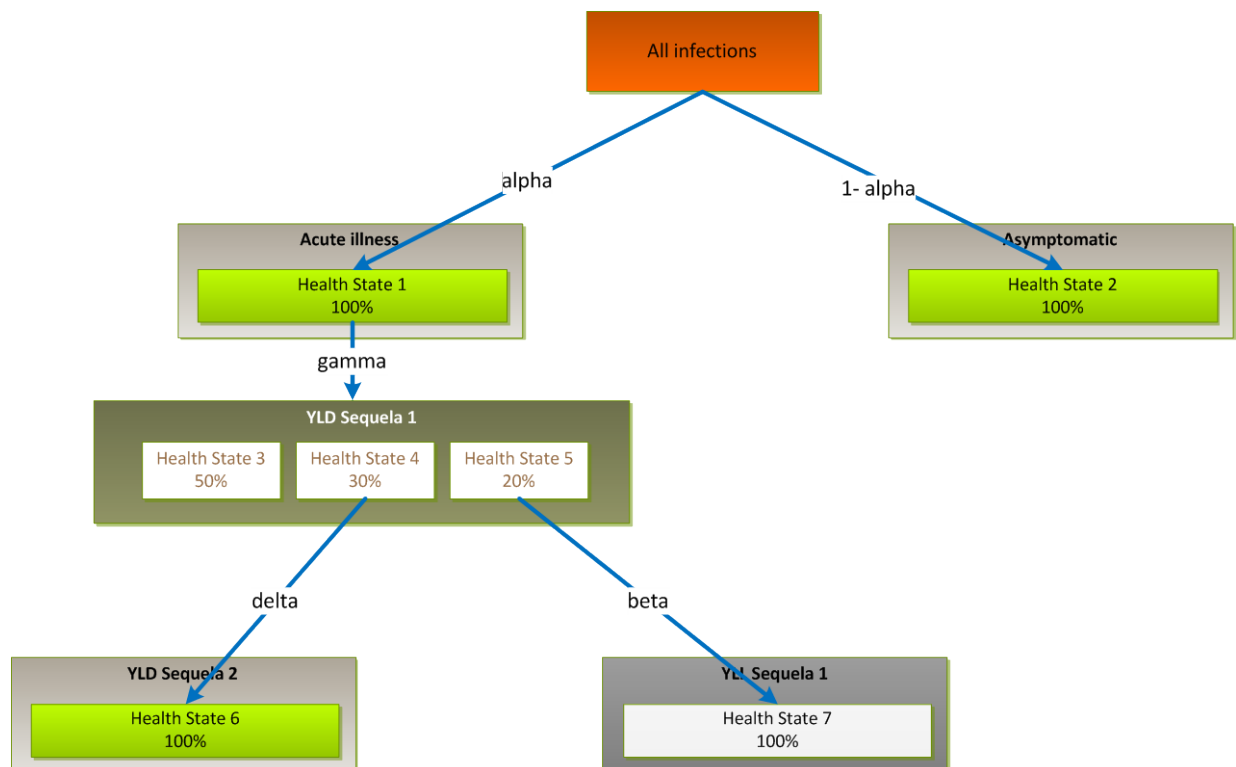 All infections
alpha
1- alpha
Acute illness
Health State 1
100%
Asymptomatic
Health State 2
100%
gamma
YLD Sequela 1
Health State 3
50%
Health State 4
30%
Health State 5
20%
delta
beta
YLD Sequela 2
Health State 6
100%
YLL Sequela 1
Health State 7
100%